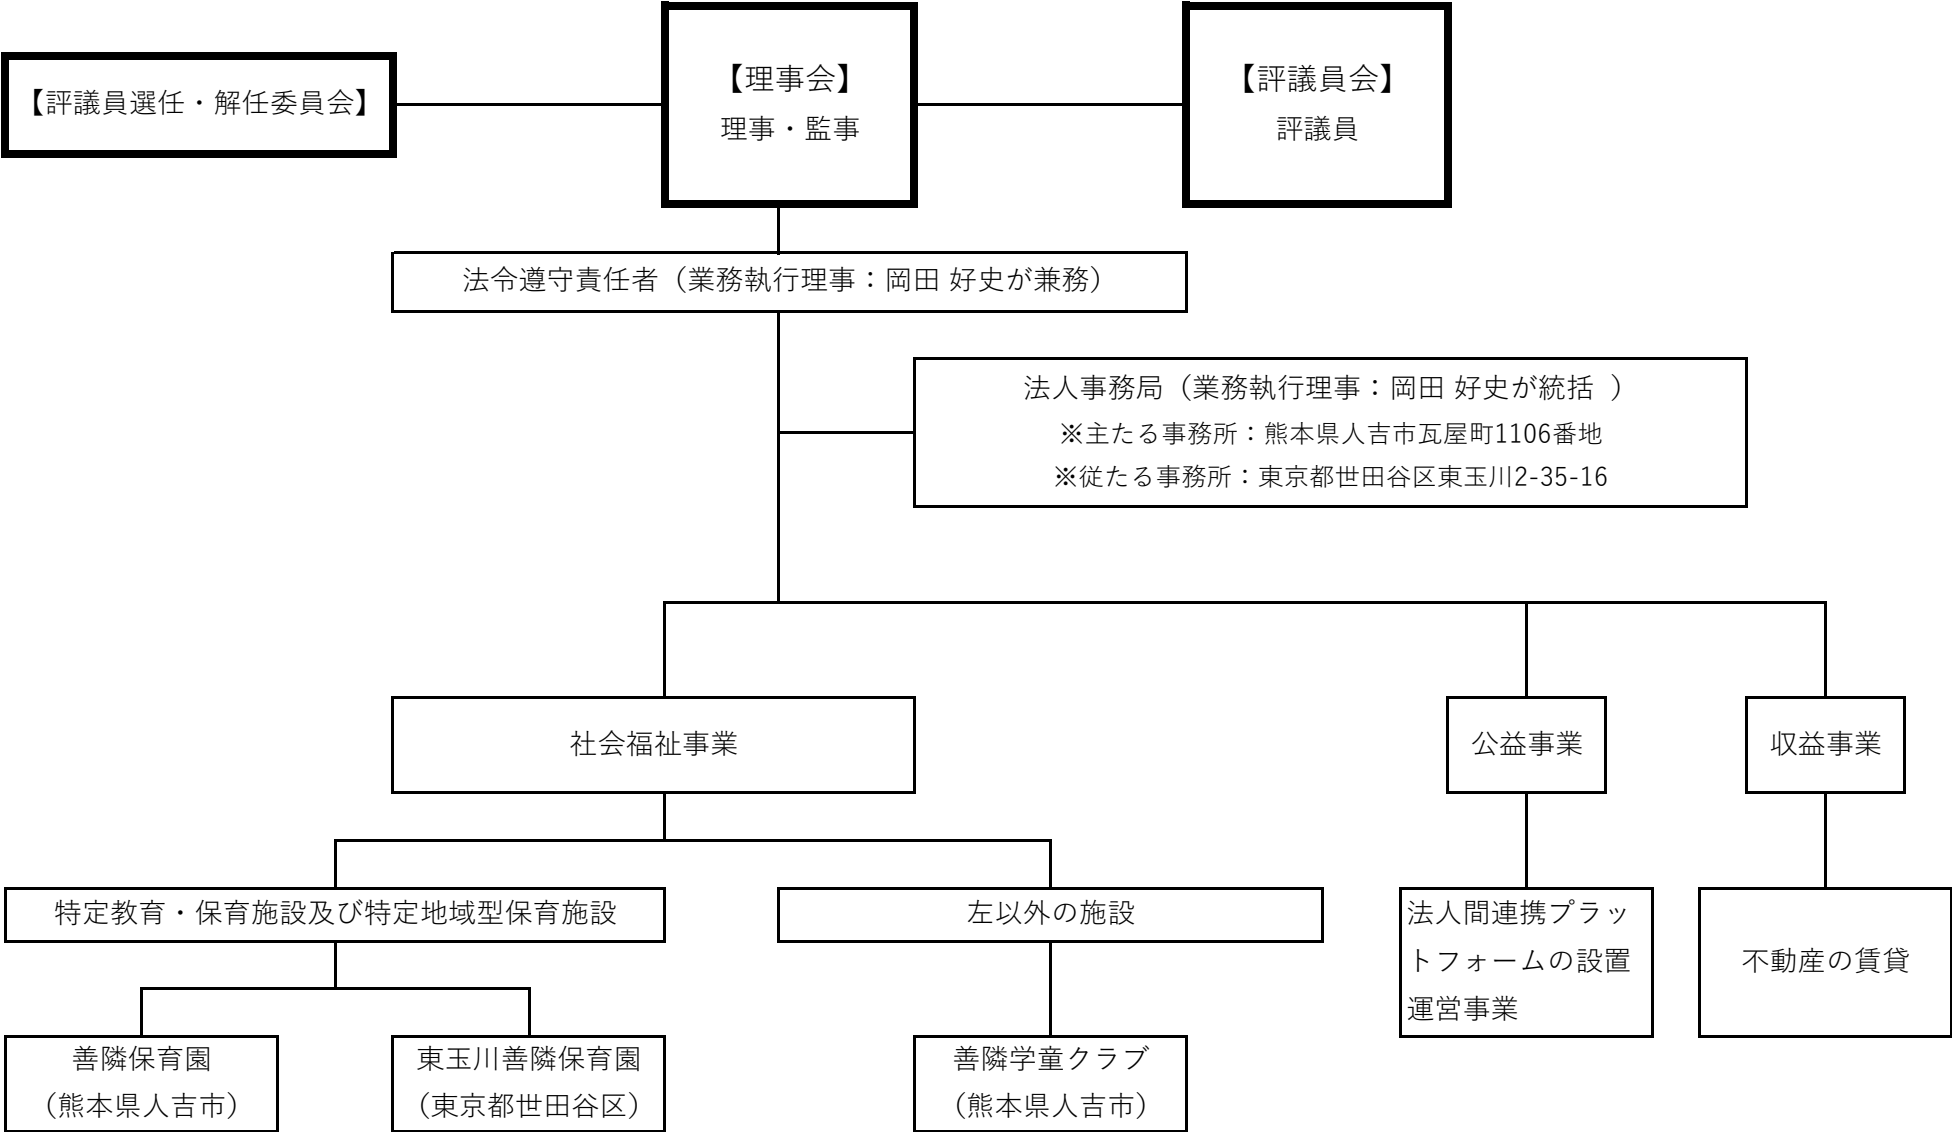 【評議員選任・解任委員会】
【理事会】
理事・監事
【評議員会】
評議員
法令遵守責任者（業務執行理事：岡田 好史が兼務）
法人事務局（業務執行理事：岡田 好史が統括 ）
※主たる事務所：熊本県人吉市瓦屋町1106番地
※従たる事務所：東京都世田谷区東玉川2-35-16
社会福祉事業
公益事業
収益事業
特定教育・保育施設及び特定地域型保育施設
左以外の施設
法人間連携プラッ
トフォームの設置
運営事業
不動産の賃貸
善隣保育園
（熊本県人吉市）
東玉川善隣保育園
（東京都世田谷区）
善隣学童クラブ
（熊本県人吉市）